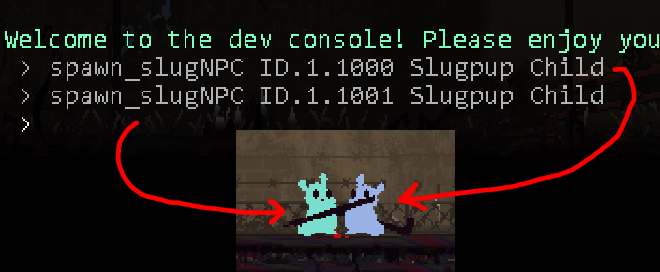 Welcome to the dev console! Please enjoy you
> spawn_slugNPC ID.1.1000 Slugpup Child
> spawn_slugNPC ID.1.1001 Slugpup Child
>